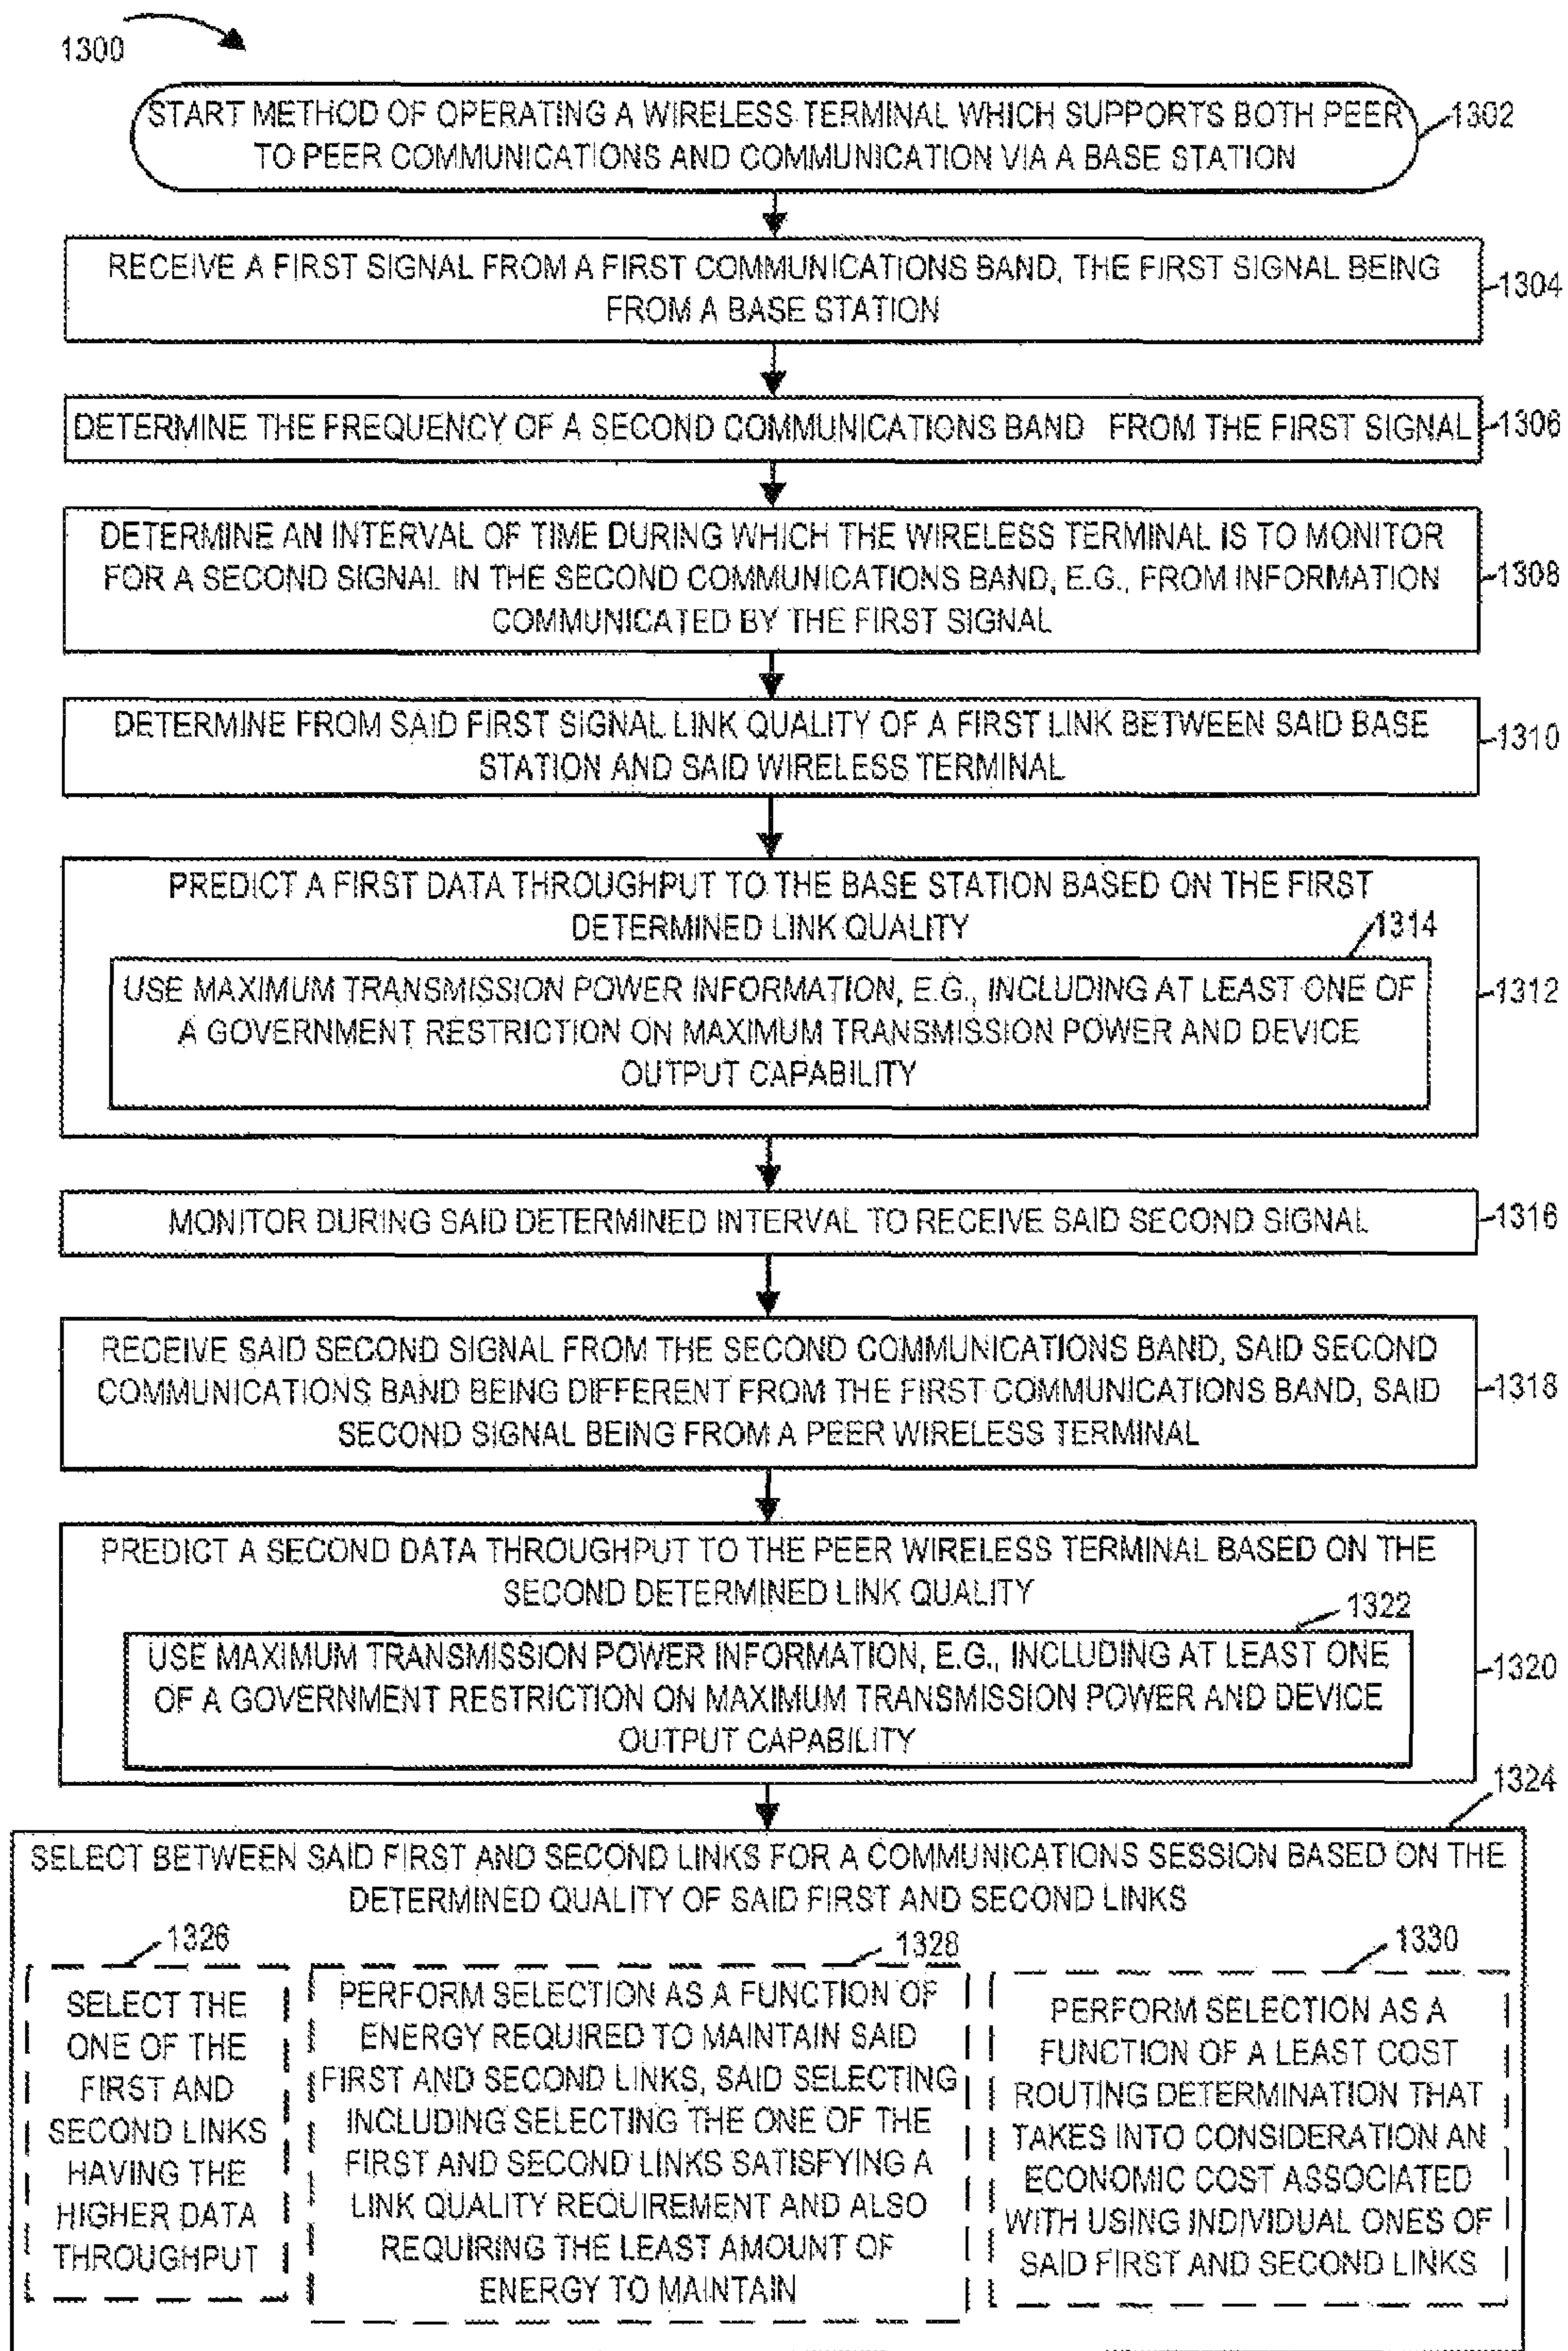 1300
START METHOD OF OPERATING A WIRELESS TERMINAL WHICH SUPPORTS BOTH PEER
TO PEER COMMUNICATIONS AND COMMUNICATION VIA A BASE STATION
1302
RECEIVE A FIRST SIGNAL FROM A FIRST COMMUNICATIONS BAND, THE FIRST SIGNAL BEING
FROM A BASE STATION
1304
DETERMINE THE FREQUENCY OF A SECOND COMMUNICATIONS BAND FROM THE FIRST SIGNAL
1306
DETERMINE AN INTERVAL OF TIME DURING WHICH THE WIRELESS TERMINAL IS TO MONITOR
FOR A SECOND SIGNAL IN THE SECOND COMMUNICATIONS BAND, E.G., FROM INFORMATION
COMMUNICATED BY THE FIRST SIGNAL
1308
DETERMINE FROM SAID FIRST SIGNAL LINK QUALITY OF A FIRST LINK BETWEEN SAID BASE
STATION AND SAID WIRELESS TERMINAL
1310
PREDICT A FIRST DATA THROUGHPUT TO THE BASE STATION BASED ON THE FIRST
DETERMINED LINK QUALITY
1314
USE MAXIMUM TRANSMISSION POWER INFORMATION, E.G., INCLUDING AT LEAST ONE OF
A GOVERNMENT RESTRICTION ON MAXIMUM TRANSMISSION POWER AND DEVICE
OUTPUT CAPABILITY
1312
MONITOR DURING SAID DETERMINED INTERVAL TO RECEIVE SAID SECOND SIGNAL
1316
RECEIVE SAID SECOND SIGNAL FROM THE SECOND COMMUNICATIONS BAND, SAID SECOND
COMMUNICATIONS BAND BEING DIFFERENT FROM THE FIRST COMMUNICATIONS BAND, SAID
SECOND SIGNAL BEING FROM A PEER WIRELESS TERMINAL
1318
PREDICT A SECOND DATA THROUGHPUT TO THE PEER WIRELESS TERMINAL BASED ON THE
SECOND DETERMINED LINK QUALITY
1322
USE MAXIMUM TRANSMISSION POWER INFORMATION, E.G., INCLUDING AT LEAST ONE
OF A GOVERNMENT RESTRICTION ON MAXIMUM TRANSMISSION POWER AND DEVICE
OUTPUT CAPABILITY
1320
1324
SELECT BETWEEN SAID FIRST AND SECOND LINKS FOR A COMMUNICATIONS SESSION BASED ON THE
DETERMINED QUALITY OF SAID FIRST AND SECOND LINKS
1326
SELECT THE
ONE OF THE
FIRST AND
SECOND LINKS
HAVING THE
HIGHER DATA
THROUGHPUT
1328
PERFORM SELECTION AS A FUNCTION OF
ENERGY REQUIRED TO MAINTAIN SAID
FIRST AND SECOND LINKS, SAID SELECTING
INCLUDING SELECTING THE ONE OF THE
FIRST AND SECOND LINKS SATISFYING A
LINK QUALITY REQUIREMENT AND ALSO
REQUIRING THE LEAST AMOUNT OF
ENERGY TO MAINTAIN
1330
PERFORM SELECTION AS A
FUNCTION OF A LEAST COST
ROUTING DETERMINATION THAT
TAKES INTO CONSIDERATION AN
ECONOMIC COST ASSOCIATED
WITH USING INDIVIDUAL ONES OF
SAID FIRST AND SECOND LINKS